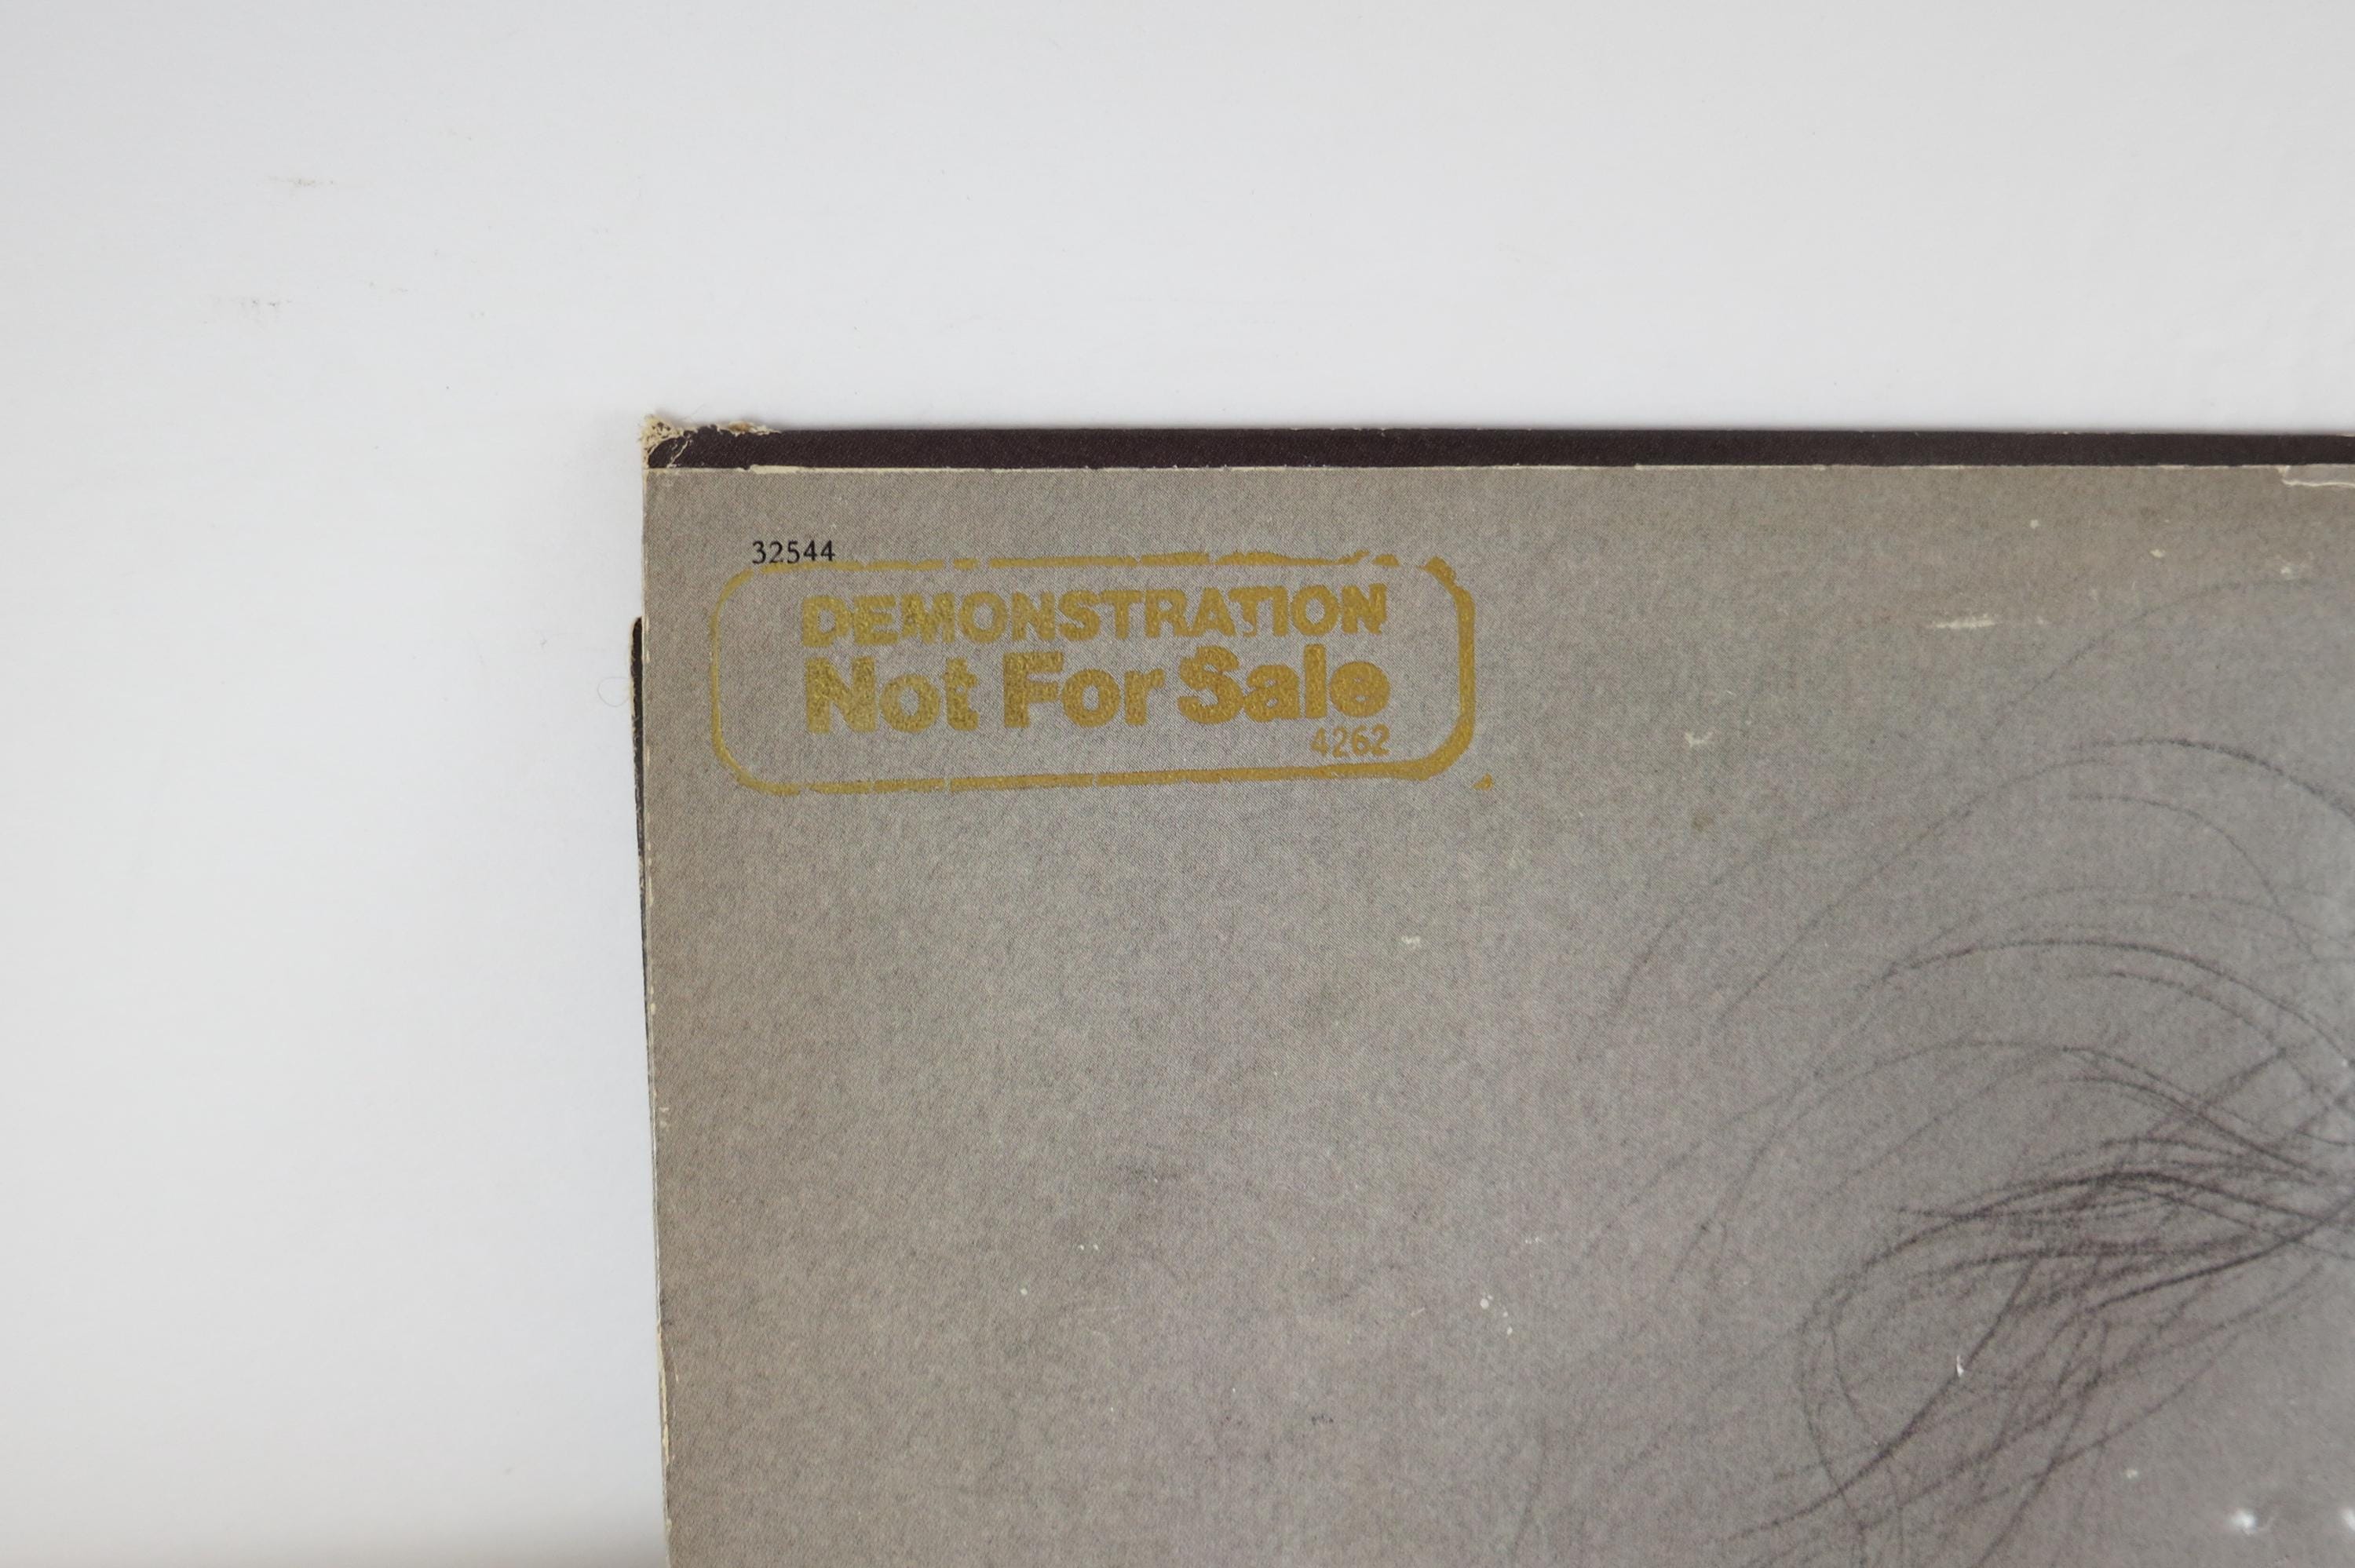 32544
DEMONSTRATION
Not For Sale
4262